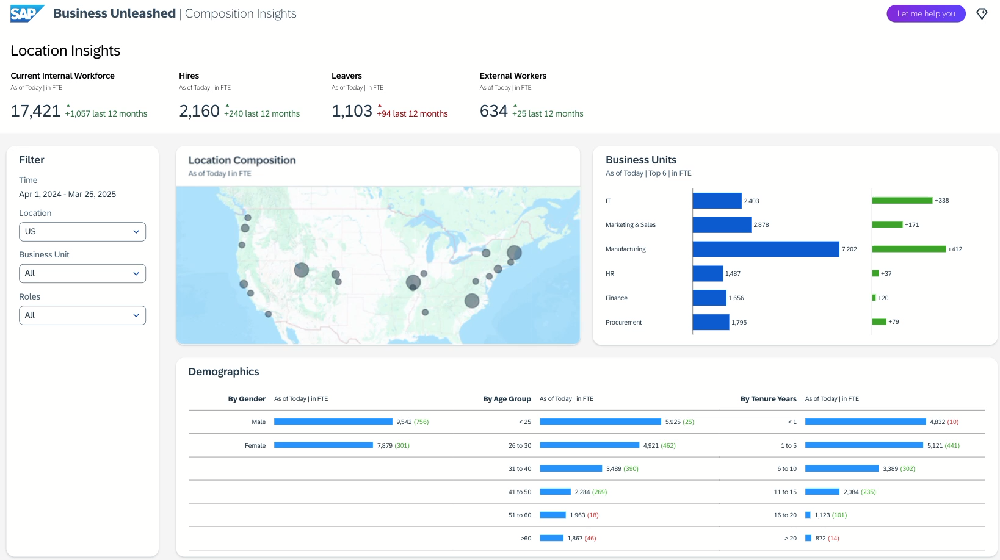 SAP Business Unleashed | Composition Insights
Let me help you
Location Insights
Current Internal Workforce
As of Today | in FTE
17,421 +1,057 last 12 months
Hires
As of Today | in FTE
2,160 +240 last 12 months
Leavers
As of Today | in FTE
1,103 +94 last 12 months
External Workers
As of Today | in FTE
634 +25 last 12 months
Filter
Time
Apr 1, 2024 - Mar 25, 2025
Location
US
Business Unit
All
Roles
All
Location Composition
As of Today | in FTE
Business Units
As of Today | Top 6 | in FTE
IT 2,403 +338
Marketing & Sales 2,878 +171
Manufacturing 7,202 +412
HR 1,487 +37
Finance 1,656 +20
Procurement 1,795 +79
Demographics
By Gender As of Today | in FTE
Male 9,542 (756)
Female 7,879 (301)
By Age Group As of Today | in FTE
< 25 5,925 (25)
26 to 30 4,921 (462)
31 to 40 3,489 (390)
41 to 50 2,284 (269)
51 to 60 1,963 (18)
>60 1,867 (46)
By Tenure Years As of Today | in FTE
< 1 4,832 (10)
1 to 5 5,121 (441)
6 to 10 3,389 (302)
11 to 15 2,084 (235)
16 to 20 1,123 (101)
> 20 872 (14)